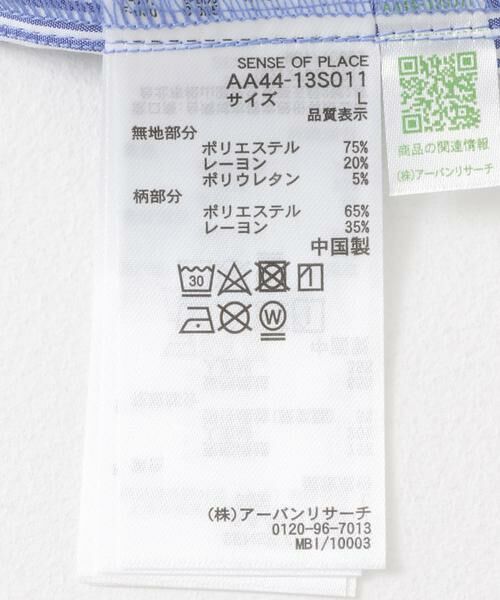 SENSE OF PLACE
AA44-13S011
サイズ L
品質表示
無地部分
ポリエステル 75%
レーヨン 20%
ポリウレタン 5%
柄部分
ポリエステル 65%
レーヨン 35%
中国製
30
W
(株)アーバンリサーチ
0120-96-7013
MBI/10003
AA44-13S011
商品の関連情報
(株)アーバンリサーチ